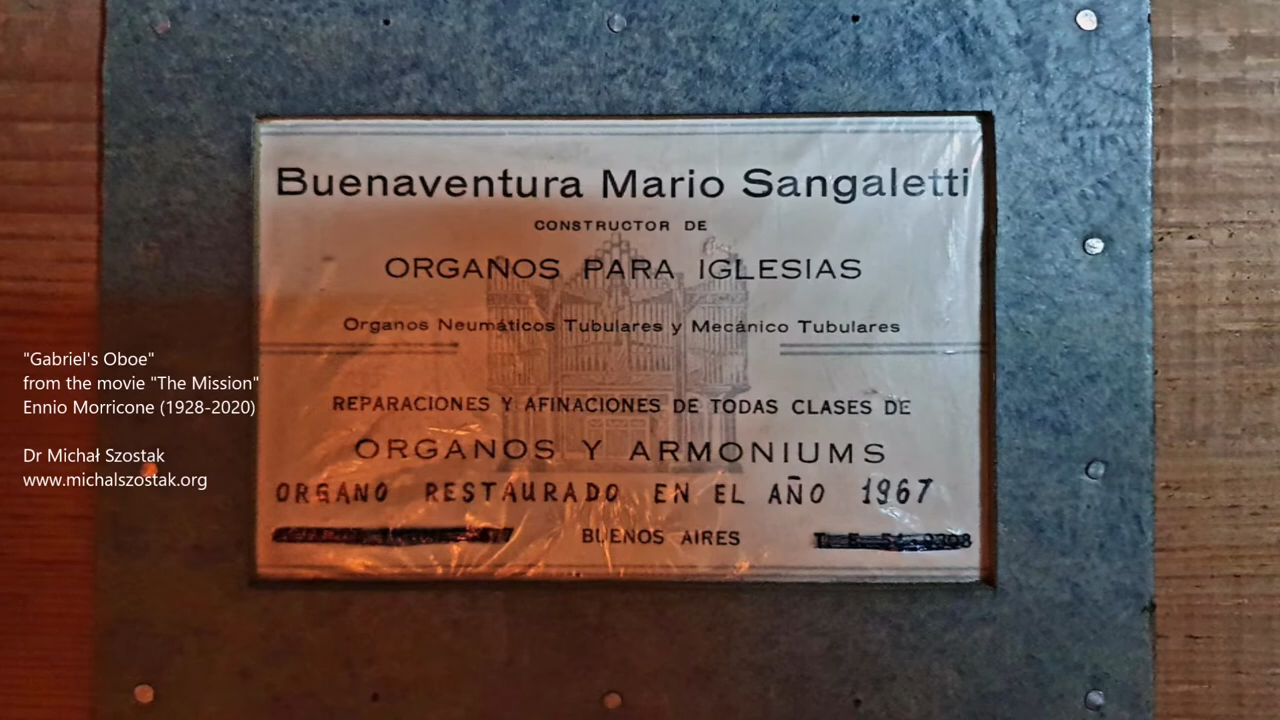 Buenaventura Mario Sangaletti
CONSTRUCTOR DE
ORGANOS PARA IGLESIAS
Organos Neumáticos Tubulares y Mecánico Tubulares
REPARACIONES Y AFINACIONES DE TODAS CLASES DE
ORGANOS Y ARMONIUMS
ORGANO RESTAURADO EN EL AÑO 1967
BUENOS AIRES
"Gabriel's Oboe"
from the movie "The Mission"
Ennio Morricone (1928-2020)
Dr Michał Szostak
www.michalszostak.org